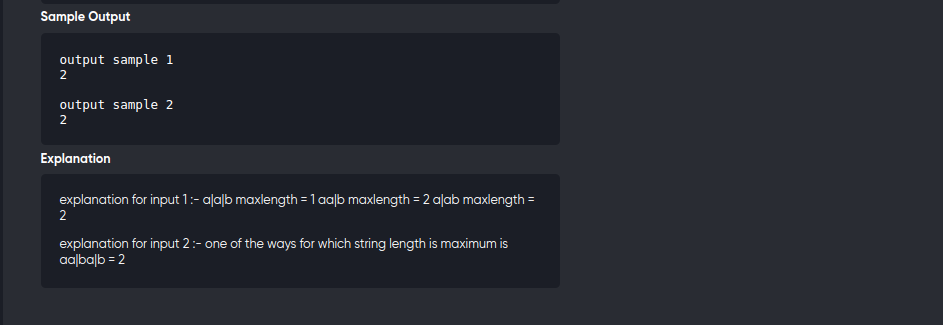 Sample Output
output sample 1
2
output sample 2
2
Explanation
explanation for input 1 :- a|a|b maxlength = 1 aa|b maxlength = 2 a|ab maxlength =
2
explanation for input 2 :- one of the ways for which string length is maximum is
aa|ba|b = 2